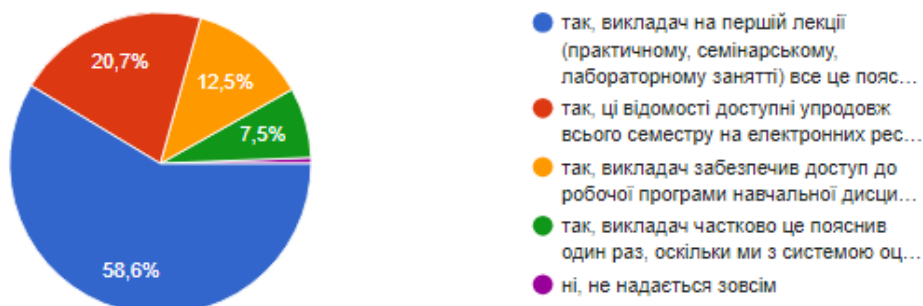 20,7%
12,5%
7,5%
58,6%
так, викладач на першій лекції
(практичному, семінарському,
лабораторному занятті) все це пояс…
так, ці відомості доступні упродовж
всього семестру на електронних рес…
так, викладач забезпечив доступ до
робочої програми навчальної дисци…
так, викладач частково це пояснив
один раз, оскільки ми з системою оц…
ні, не надається зовсім